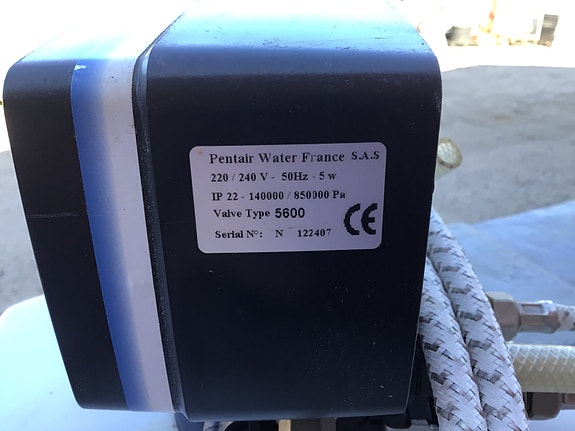 Pentair Water France S.A.S
220 / 240 V - 50Hz - 5 w
IP 22 - 140000 / 850000 Pa
Valve Type 5600
CE
Serial N°: N 122407